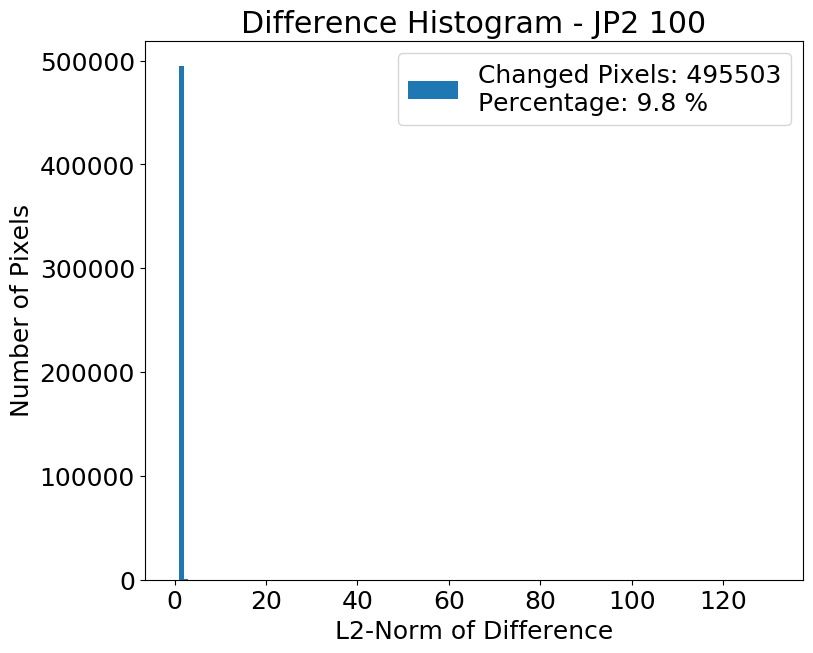 Difference Histogram - JP2 100
Changed Pixels: 495503
Percentage: 9.8 %
Number of Pixels
500000
400000
300000
200000
100000
0
0 20 40 60 80 100 120
L2-Norm of Difference